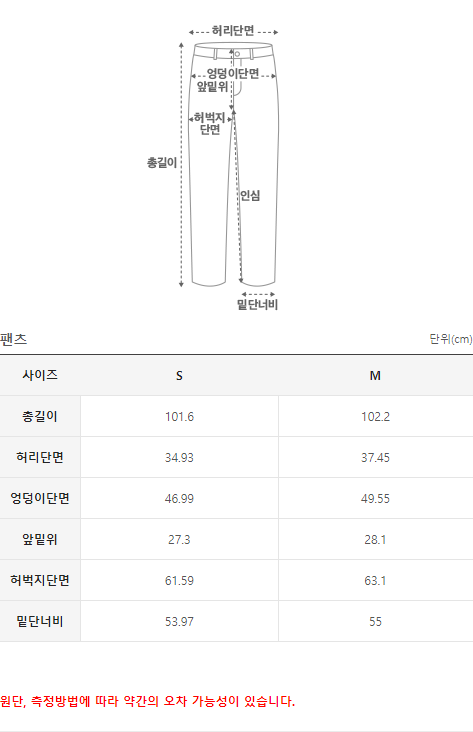 허리단면
엉덩이단면
앞밑위
허벅지
단면
총길이
인심
밑단너비
팬츠 단위(cm)
사이즈 S M
총길이 101.6 102.2
허리단면 34.93 37.45
엉덩이단면 46.99 49.55
앞밑위 27.3 28.1
허벅지단면 61.59 63.1
밑단너비 53.97 55
원단, 측정방법에 따라 약간의 오차 가능성이 있습니다.